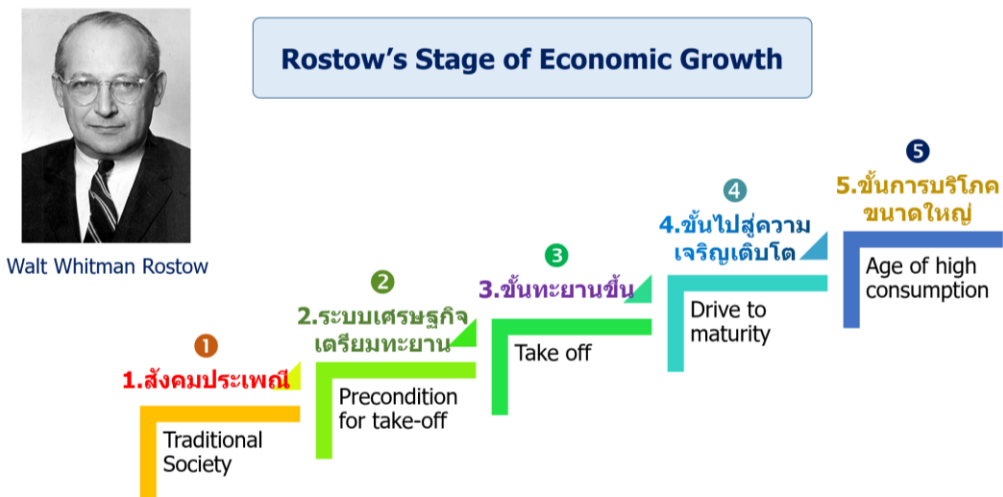 Rostow's Stage of Economic Growth
Walt Whitman Rostow
❶
1.สังคมประเพณี
Traditional
Society
❷
2.ระบบเศรษฐกิจ
เตรียมทะยาน
Precondition
for take-off
❸
3.ขั้นทะยานขึ้น
Take off
❹
4.ขั้นไปสู่ความ
เจริญเติบโต
Drive to
maturity
❺
5.ขั้นการบริโภค
ขนาดใหญ่
Age of high
consumption